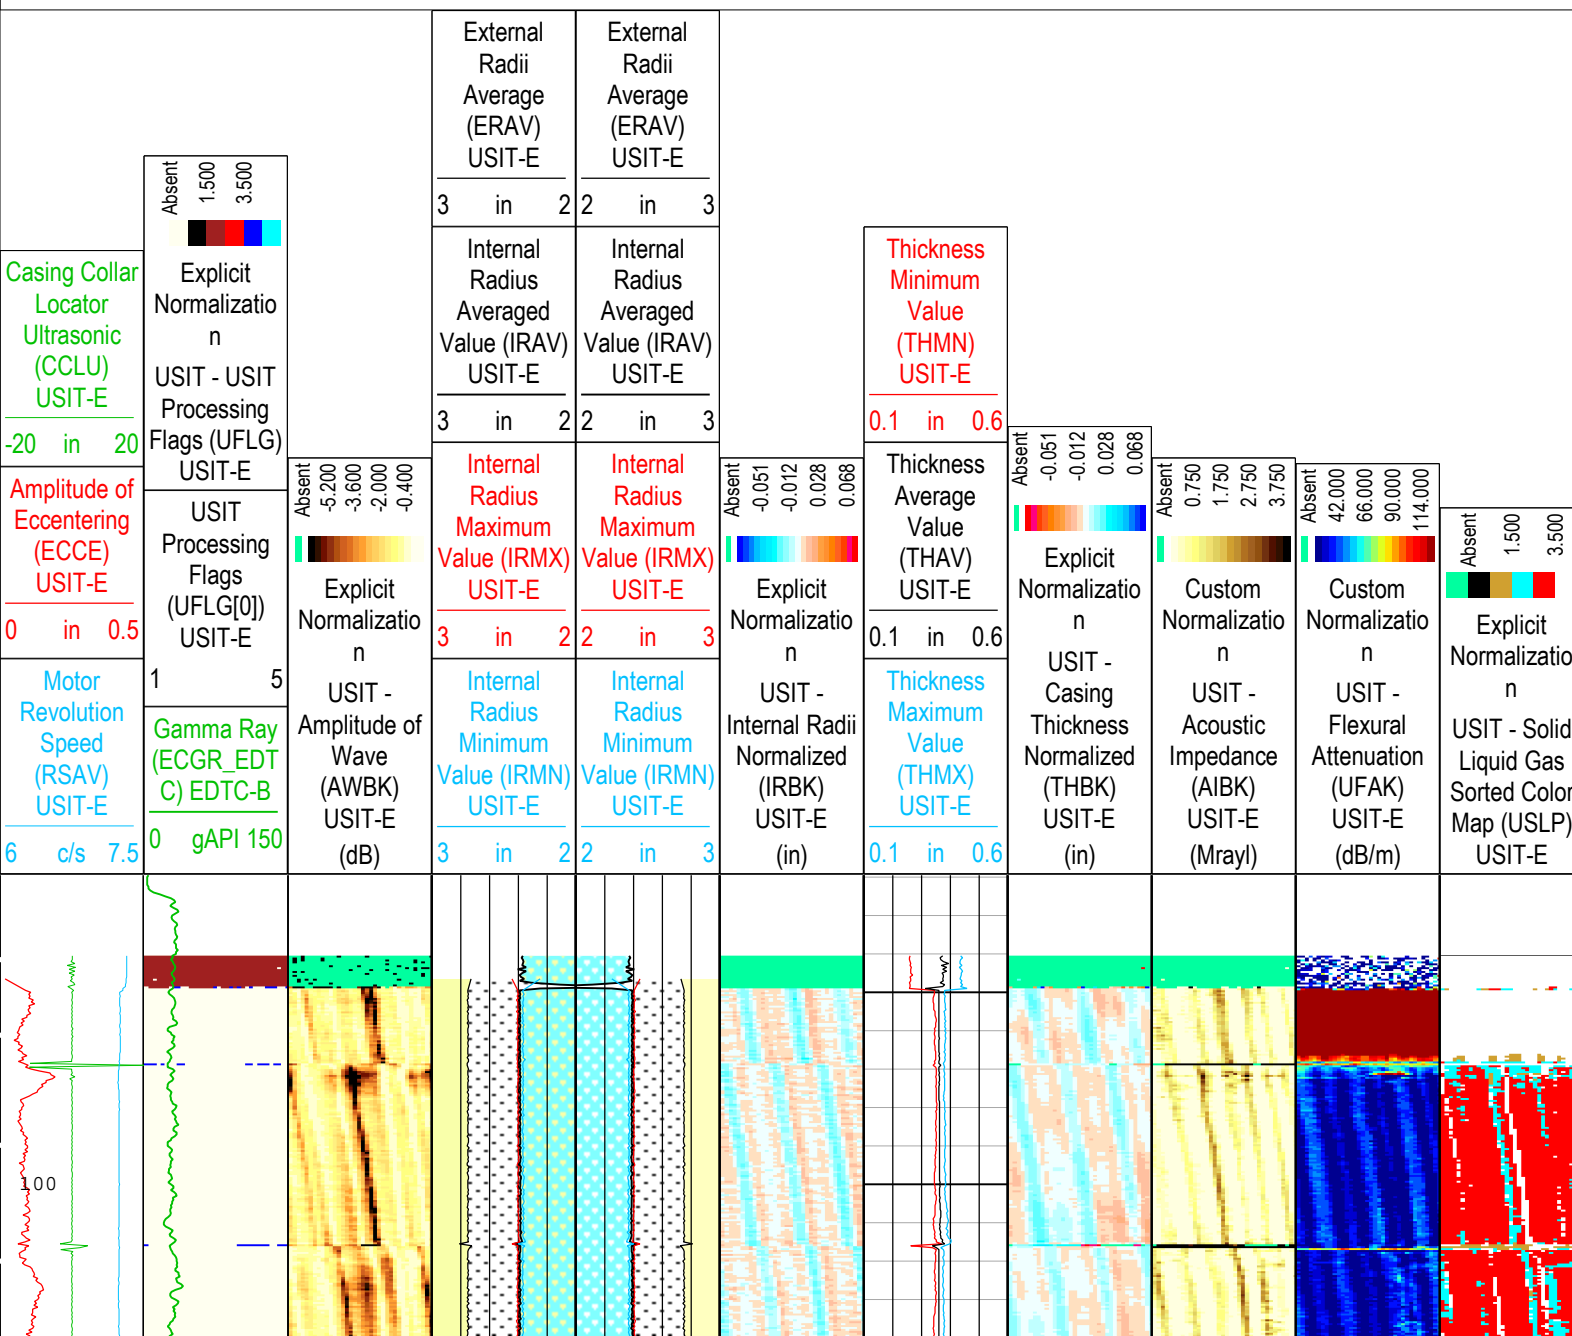 Casing Collar
Locator
Ultrasonic
(CCLU)
USIT-E
-20 in 20
Amplitude of
Eccentering
(ECCE)
USIT-E
0 in 0.5
Motor
Revolution
Speed
(RSAV)
USIT-E
6 c/s 7.5
Absent
1.500
3.500
Explicit
Normalizatio
n
USIT - USIT
Processing
Flags (UFLG)
USIT-E
USIT
Processing
Flags
(UFLG[0])
USIT-E
1 5
Gamma Ray
(ECGR_EDT
C) EDTC-B
0 gAPI 150
Absent
-5.200
-3.600
-2.000
-0.400
Explicit
Normalizatio
n
USIT -
Amplitude of
Wave
(AWBK)
USIT-E
(dB)
External
Radii
Average
(ERAV)
USIT-E
3 in 2
Internal
Radius
Averaged
Value (IRAV)
USIT-E
3 in 2
Internal
Radius
Maximum
Value (IRMX)
USIT-E
3 in 2
Internal
Radius
Minimum
Value (IRMN)
USIT-E
3 in 2
External
Radii
Average
(ERAV)
USIT-E
2 in 3
Internal
Radius
Averaged
Value (IRAV)
USIT-E
2 in 3
Internal
Radius
Maximum
Value (IRMX)
USIT-E
2 in 3
Internal
Radius
Minimum
Value (IRMN)
USIT-E
2 in 3
Absent
-0.051
-0.012
0.028
0.068
Explicit
Normalizatio
n
USIT -
Internal Radii
Normalized
(IRBK)
USIT-E
(in)
Thickness
Minimum
Value
(THMN)
USIT-E
0.1 in 0.6
Thickness
Average
Value
(THAV)
USIT-E
0.1 in 0.6
Thickness
Maximum
Value
(THMX)
USIT-E
0.1 in 0.6
Absent
-0.051
-0.012
0.028
0.068
Explicit
Normalizatio
n
USIT -
Casing
Thickness
Normalized
(THBK)
USIT-E
(in)
Absent
0.750
1.750
2.750
3.750
Custom
Normalizatio
n
USIT -
Acoustic
Impedance
(AIBK)
USIT-E
(Mrayl)
Absent
42.000
66.000
90.000
114.000
Custom
Normalizatio
n
USIT -
Flexural
Attenuation
(UFAK)
USIT-E
(dB/m)
Absent
1.500
3.500
Explicit
Normalizatio
n
USIT - Solid
Liquid Gas
Sorted Color
Map (USLP)
USIT-E
100